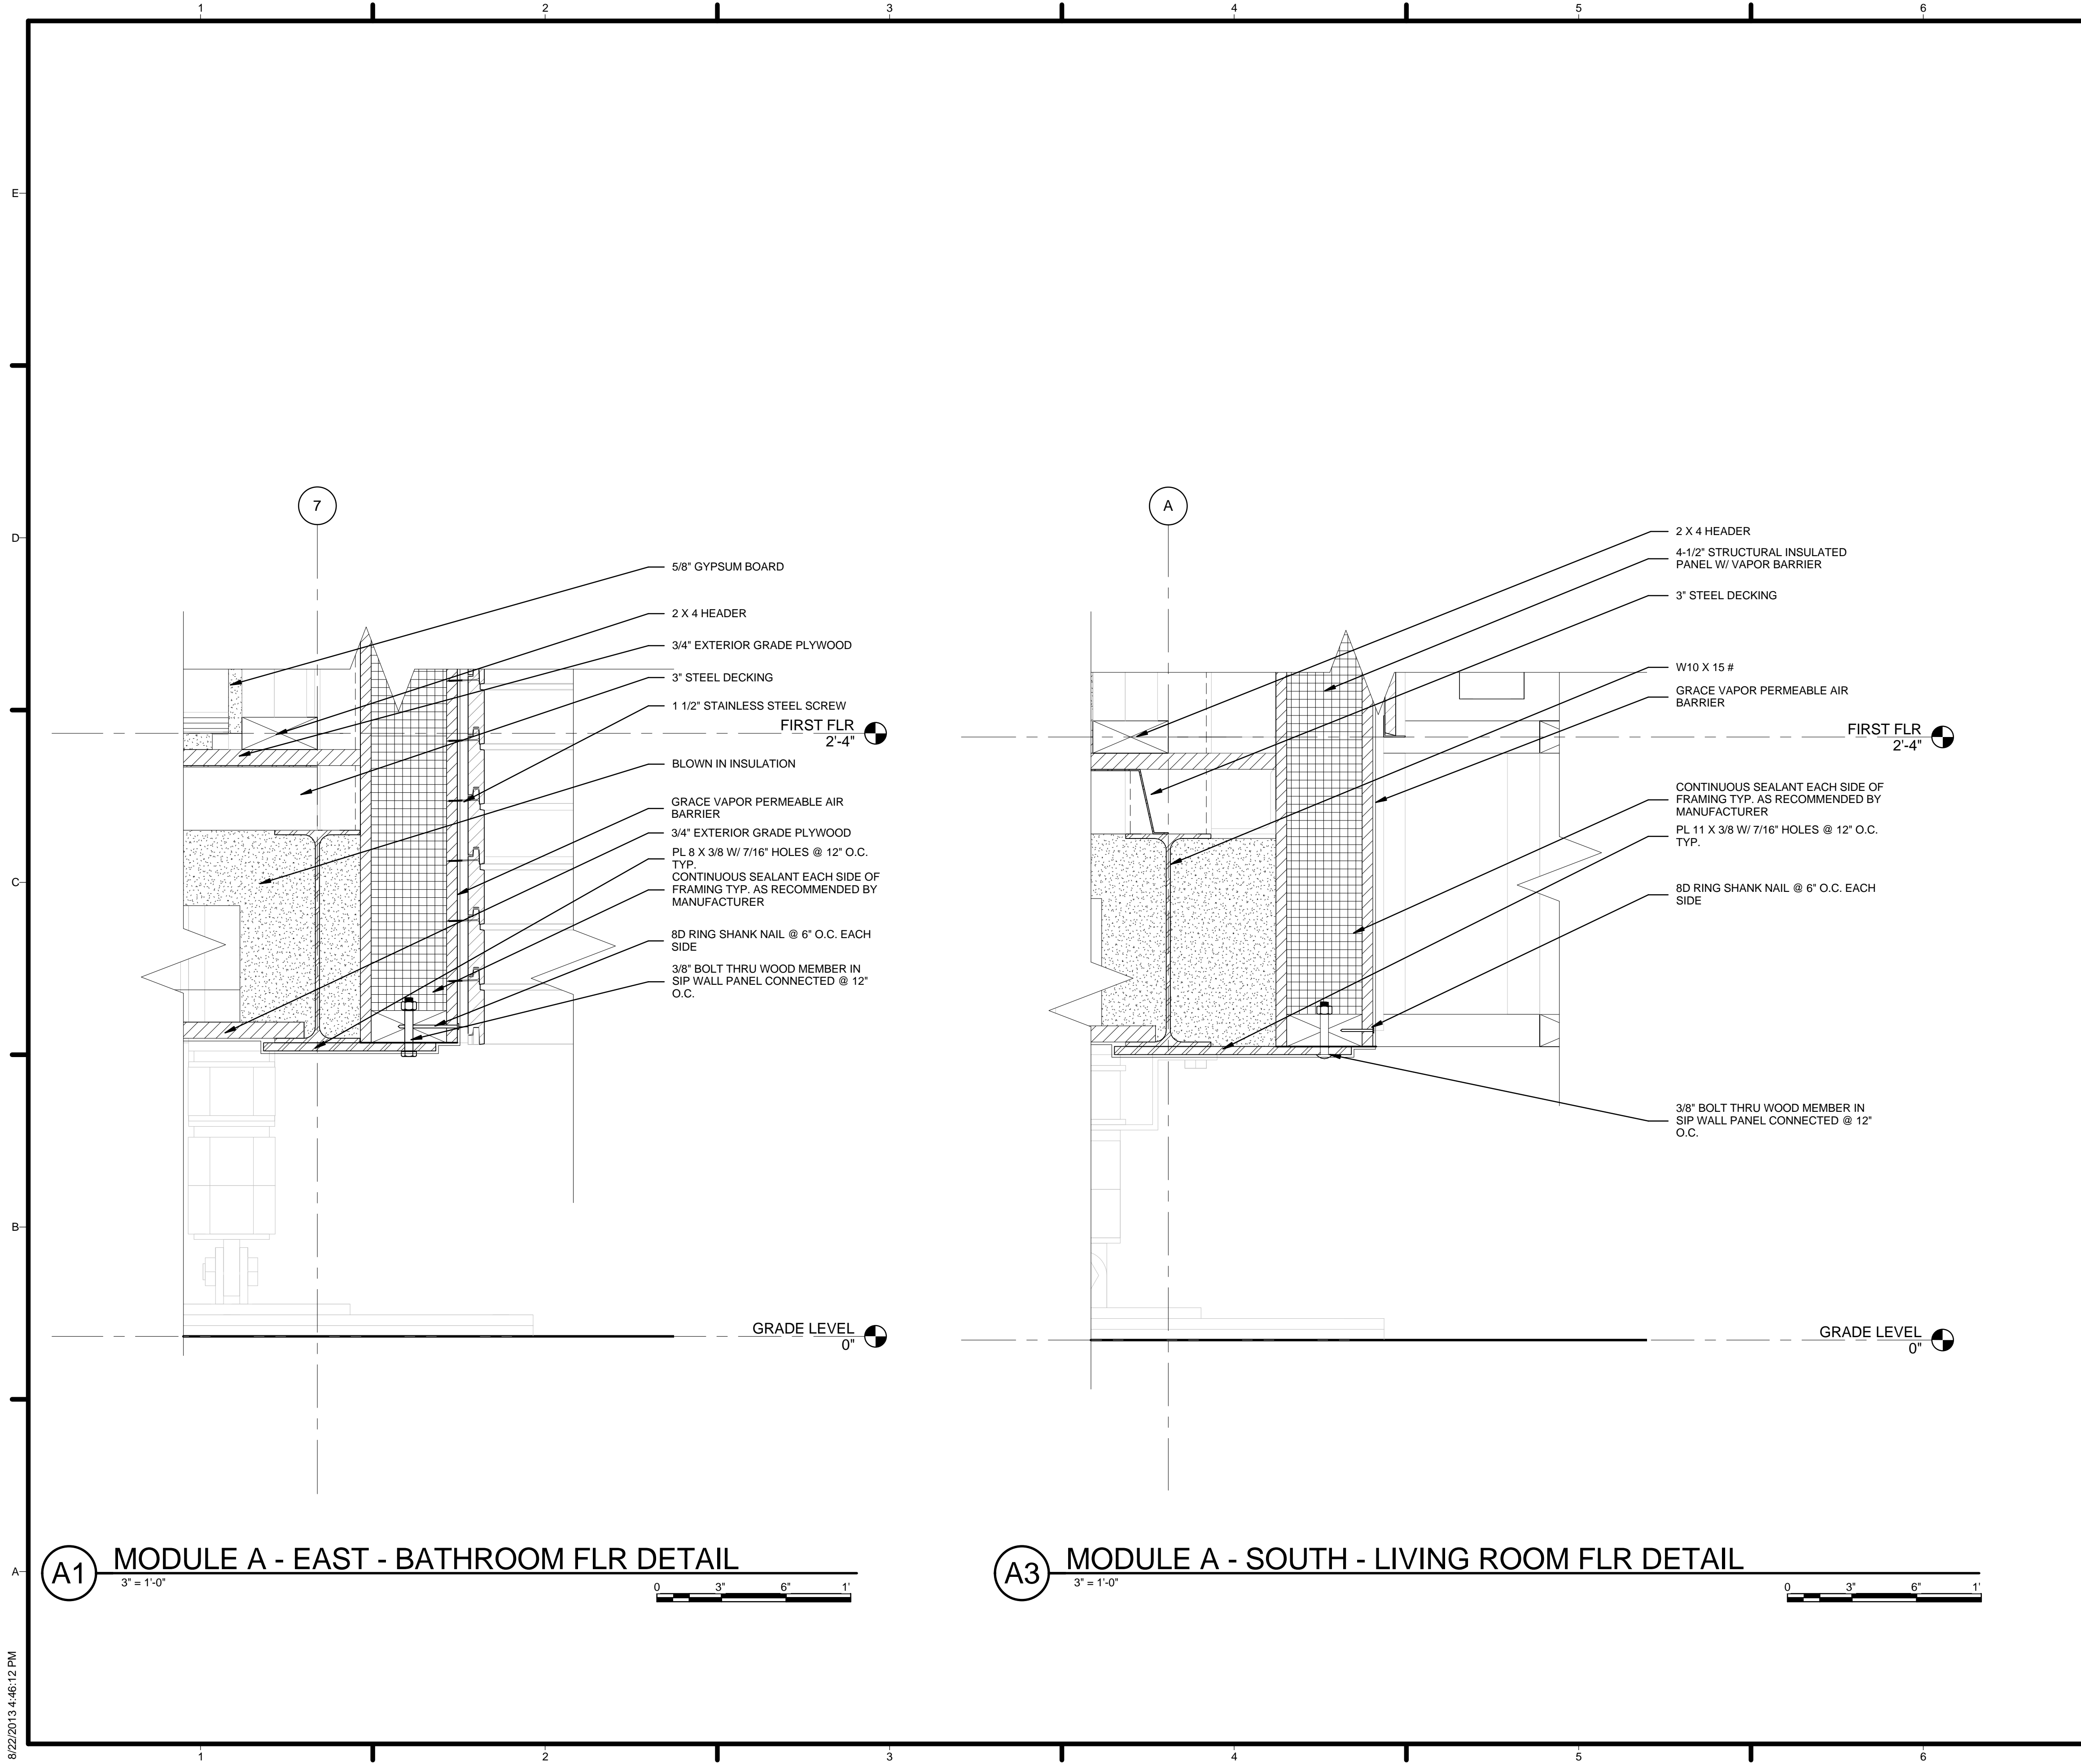 1 2 3 4 5 6
E
D
C
B
A
7
5/8" GYPSUM BOARD
2 X 4 HEADER
3/4" EXTERIOR GRADE PLYWOOD
3" STEEL DECKING
1 1/2" STAINLESS STEEL SCREW
FIRST FLR
2'-4"
BLOWN IN INSULATION
GRACE VAPOR PERMEABLE AIR
BARRIER
3/4" EXTERIOR GRADE PLYWOOD
PL 8 X 3/8 W/ 7/16" HOLES @ 12" O.C.
TYP.
CONTINUOUS SEALANT EACH SIDE OF
FRAMING TYP. AS RECOMMENDED BY
MANUFACTURER
8D RING SHANK NAIL @ 6" O.C. EACH
SIDE
3/8" BOLT THRU WOOD MEMBER IN
SIP WALL PANEL CONNECTED @ 12"
O.C.
GRADE LEVEL
0"
A1
MODULE A - EAST - BATHROOM FLR DETAIL
3" = 1'-0"
0 3" 6" 1'
A
2 X 4 HEADER
4-1/2" STRUCTURAL INSULATED
PANEL W/ VAPOR BARRIER
3" STEEL DECKING
W10 X 15 #
GRACE VAPOR PERMEABLE AIR
BARRIER
FIRST FLR
2'-4"
CONTINUOUS SEALANT EACH SIDE OF
FRAMING TYP. AS RECOMMENDED BY
MANUFACTURER
PL 11 X 3/8 W/ 7/16" HOLES @ 12" O.C.
TYP.
8D RING SHANK NAIL @ 6" O.C. EACH
SIDE
3/8" BOLT THRU WOOD MEMBER IN
SIP WALL PANEL CONNECTED @ 12"
O.C.
GRADE LEVEL
0"
A3
MODULE A - SOUTH - LIVING ROOM FLR DETAIL
3" = 1'-0"
0 3" 6" 1'
8/22/2013 4:46:12 PM
1 2 3 4 5 6